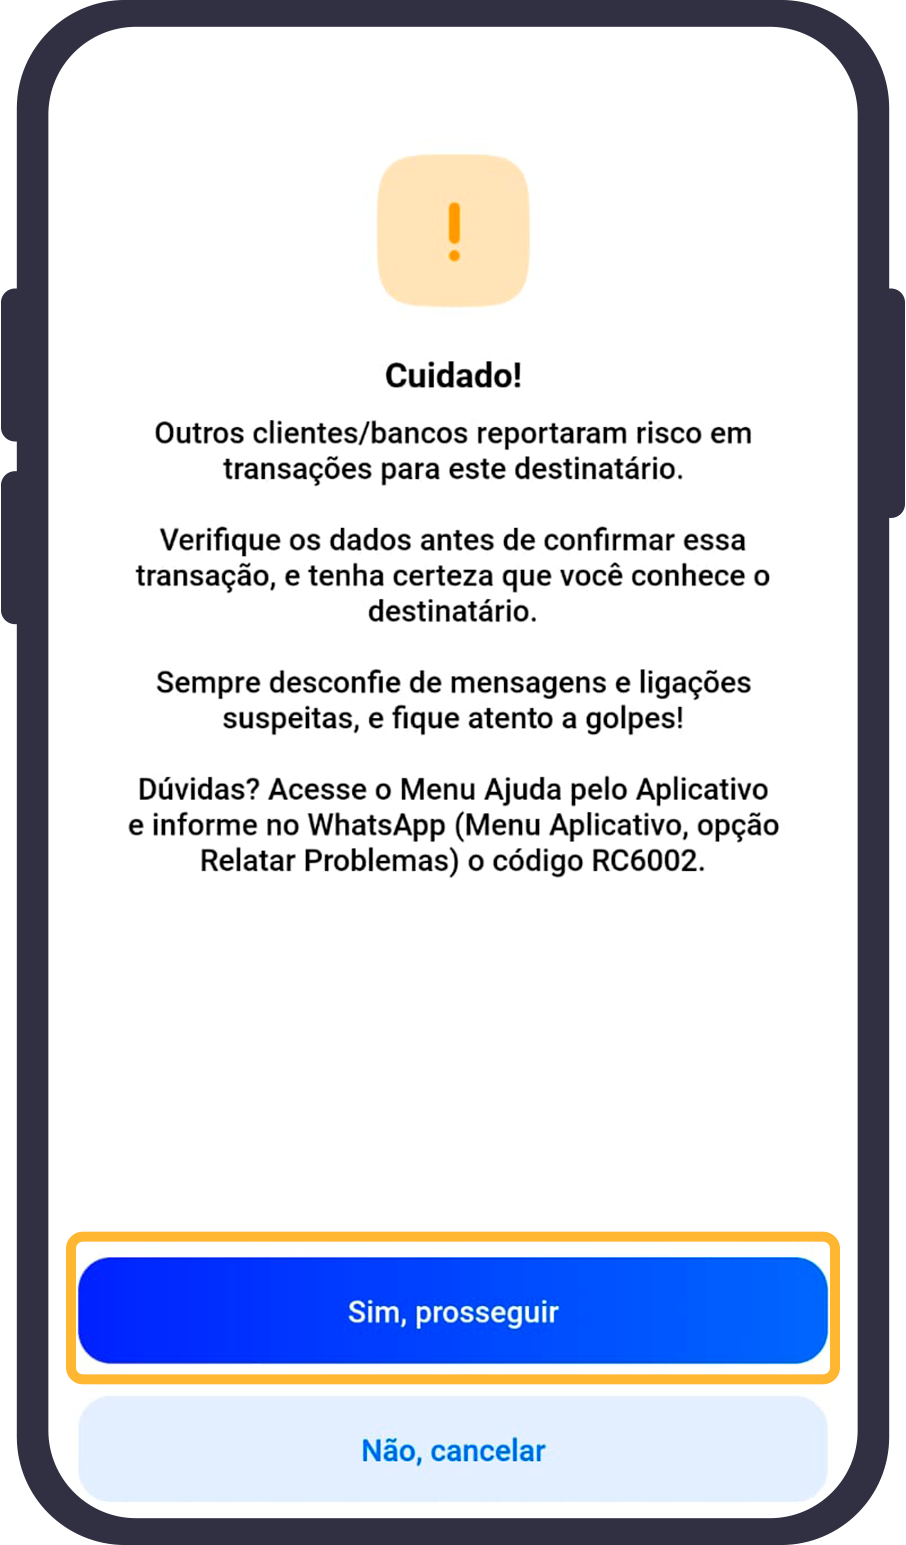 Cuidado!
Outros clientes/bancos reportaram risco em
transações para este destinatário.
Verifique os dados antes de confirmar essa
transação, e tenha certeza que você conhece o
destinatário.
Sempre desconfie de mensagens e ligações
suspeitas, e fique atento a golpes!
Dúvidas? Acesse o Menu Ajuda pelo Aplicativo
e informe no WhatsApp (Menu Aplicativo, opção
Relatar Problemas) o código RC6002.
Sim, prosseguir
Não, cancelar